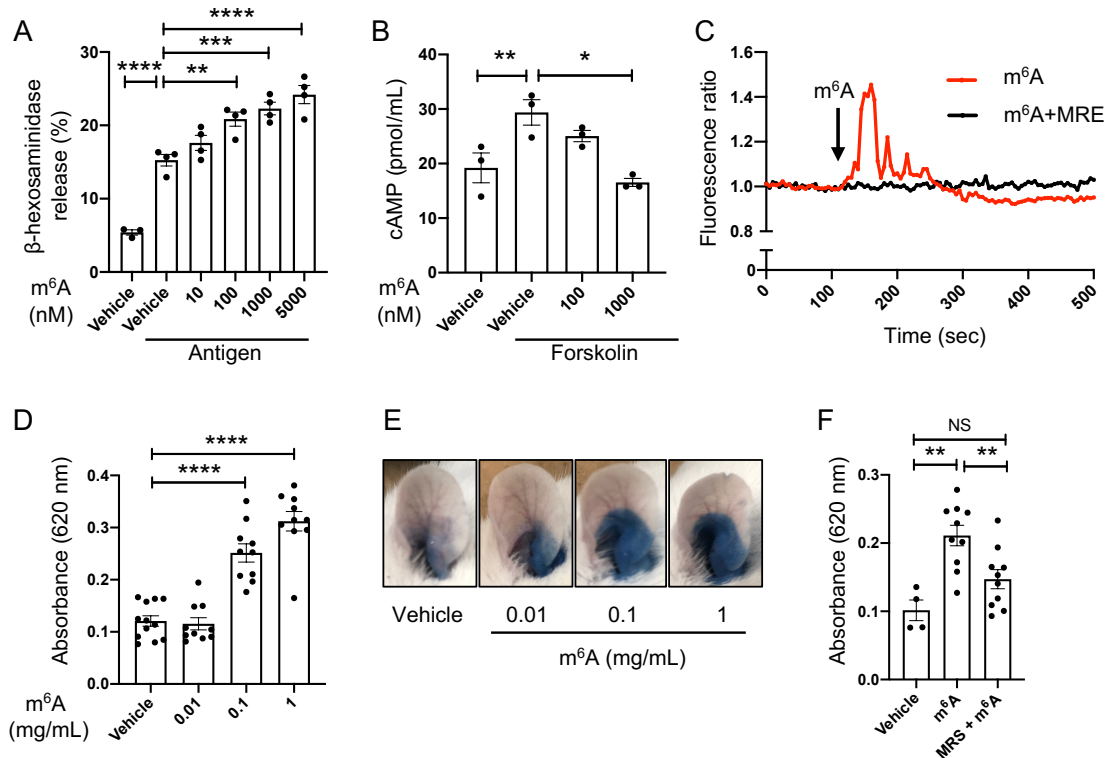 A
****
****
***
**
β-hexosaminidase
release (%)
30
20
10
0
m⁶A
(nM)
Vehicle
Vehicle
10
100
1000
5000
Antigen
B
**
*
cAMP (pmol/mL)
40
30
20
10
0
m⁶A
(nM)
Vehicle
Vehicle
100
1000
Forskolin
C
Fluorescence ratio
1.6
1.4
1.2
1.0
0.8
0
m⁶A
m⁶A
m⁶A+MRE
0
100
200
300
400
500
Time (sec)
D
****
****
Absorbance (620 nm)
0.4
0.3
0.2
0.1
0.0
m⁶A
(mg/mL)
Vehicle
0.01
0.1
1
E
Vehicle
0.01
0.1
1
m⁶A (mg/mL)
F
NS
**
**
Absorbance (620 nm)
0.3
0.2
0.1
0.0
Vehicle
m⁶A
MRS + m⁶A